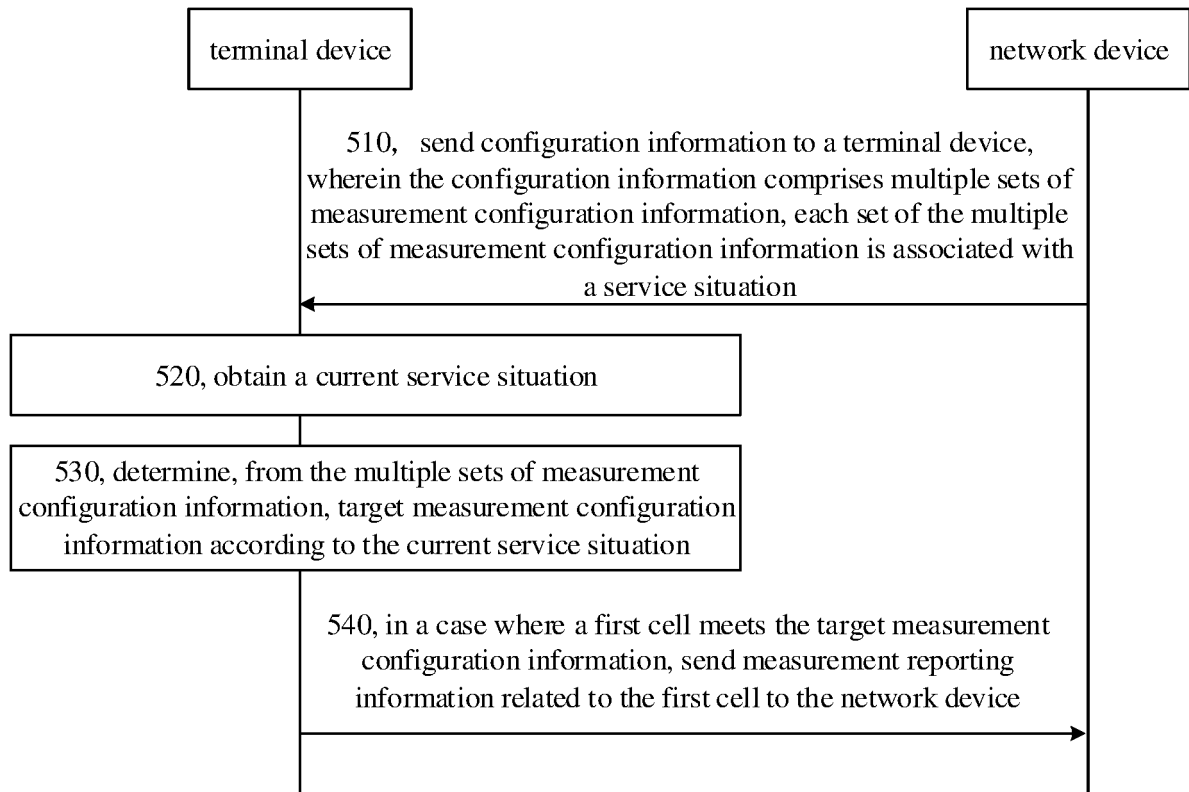 terminal device
network device
510, send configuration information to a terminal device,
wherein the configuration information comprises multiple sets of
measurement configuration information, each set of the multiple
sets of measurement configuration information is associated with
a service situation
520, obtain a current service situation
530, determine, from the multiple sets of measurement
configuration information, target measurement configuration
information according to the current service situation
540, in a case where a first cell meets the target measurement
configuration information, send measurement reporting
information related to the first cell to the network device